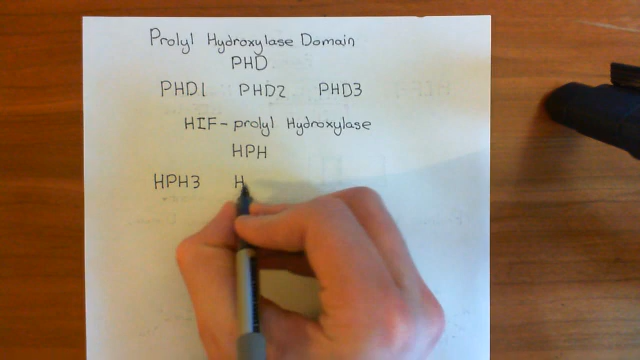 Prolyl Hydroxylase Domain
PHD
PHD1 PHD2 PHD3
HIF-prolyl Hydroxylase
HPH
HPH3 H